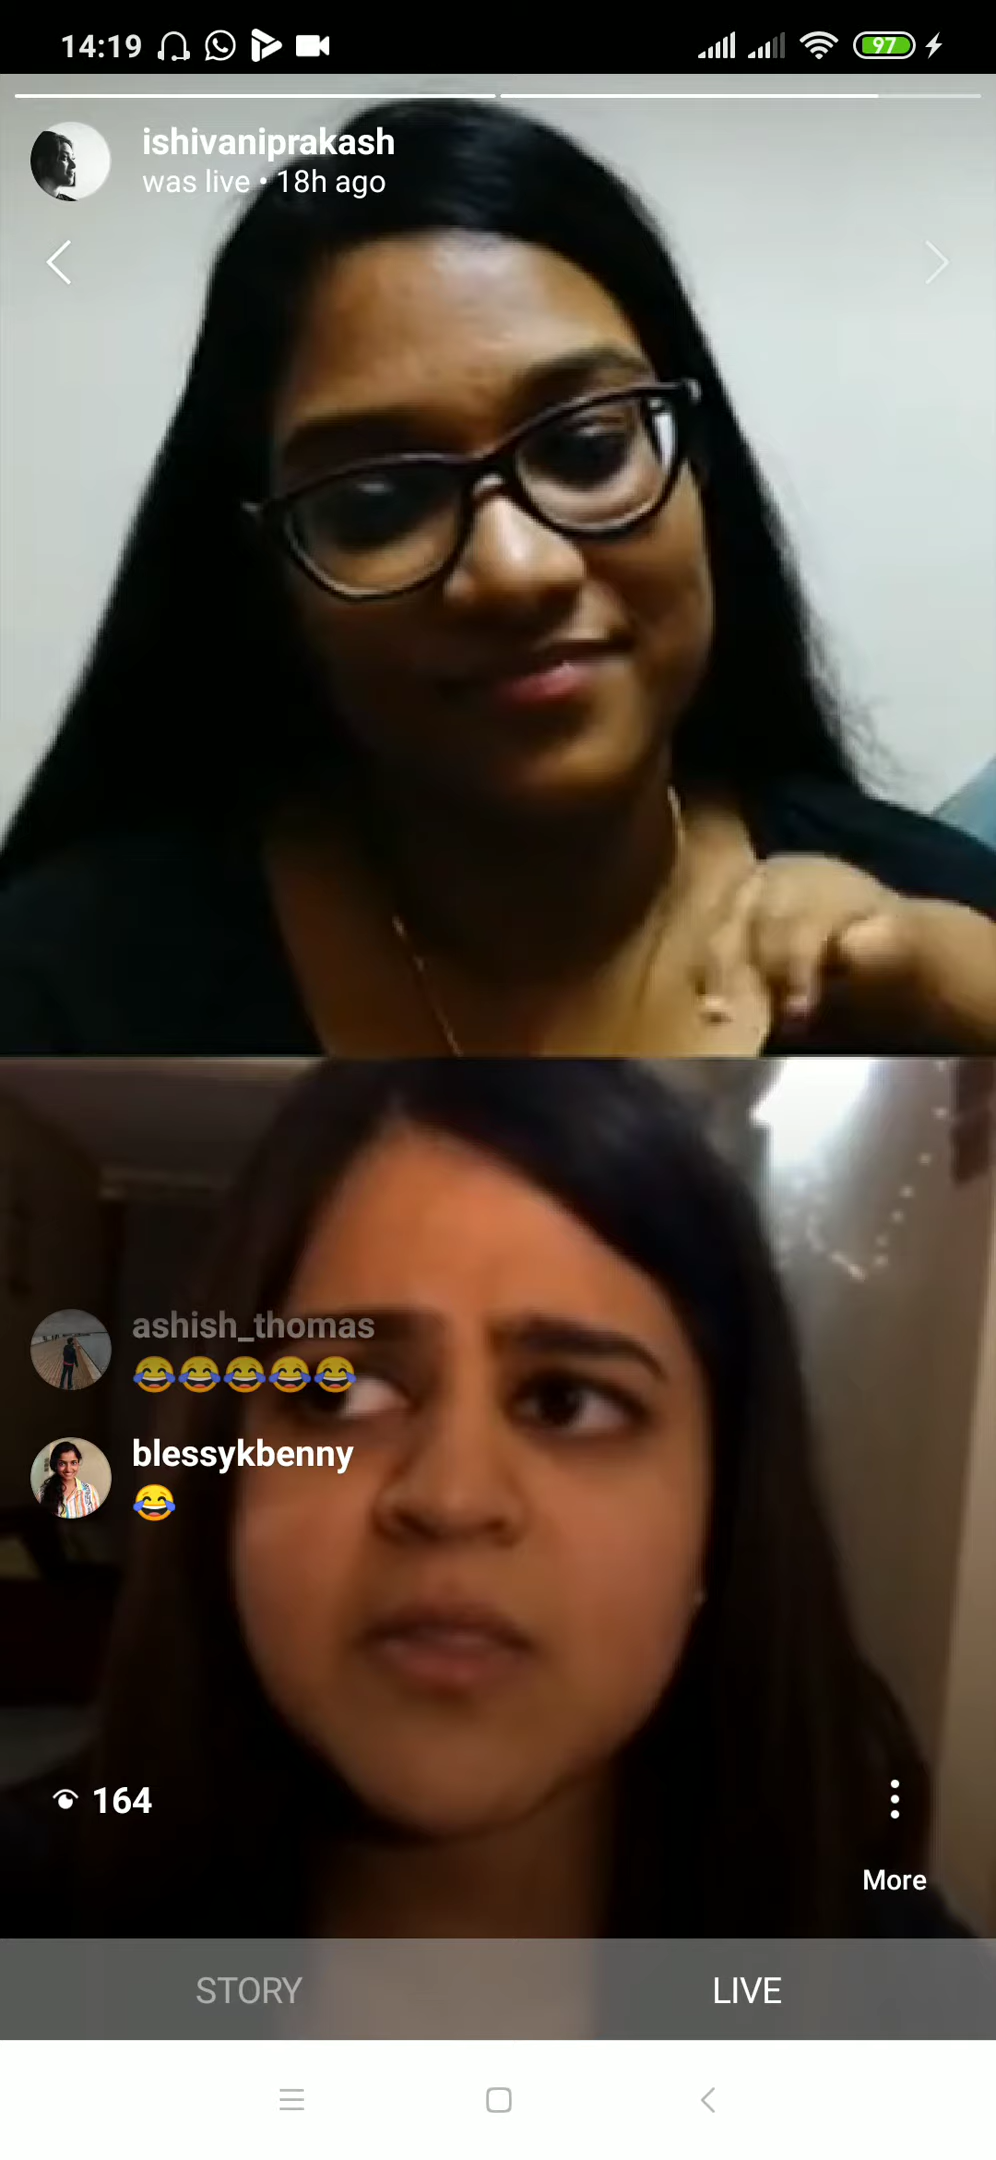 14:19 97
ishivaniprakash
was live • 18h ago
ashish_thomas
😂😂😂😂😂
blessykbenny
😂
164
More
STORY LIVE